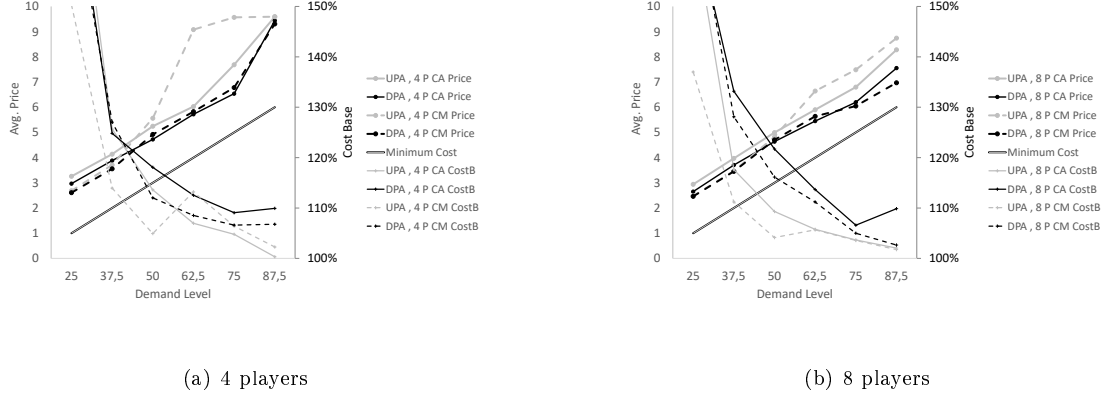 10
9
8
7
6
5
4
3
2
1
0
Avg. Price
150%
140%
130%
120%
110%
100%
Cost Base
25 37,5 50 62,5 75 87,5
Demand Level
UPA , 4 P CA Price
DPA , 4 P CA Price
UPA , 4 P CM Price
DPA , 4 P CM Price
Minimum Cost
UPA , 4 P CA CostB
DPA , 4 P CA CostB
UPA , 4 P CM CostB
DPA , 4 P CM CostB
(a) 4 players
10
9
8
7
6
5
4
3
2
1
0
Avg. Price
150%
140%
130%
120%
110%
100%
Cost Base
25 37,5 50 62,5 75 87,5
Demand Level
UPA , 8 P CA Price
DPA , 8 P CA Price
UPA , 8 P CM Price
DPA , 8 P CM Price
Minimum Cost
UPA , 8 P CA CostB
DPA , 8 P CA CostB
UPA , 8 P CM CostB
DPA , 8 P CM CostB
(b) 8 players